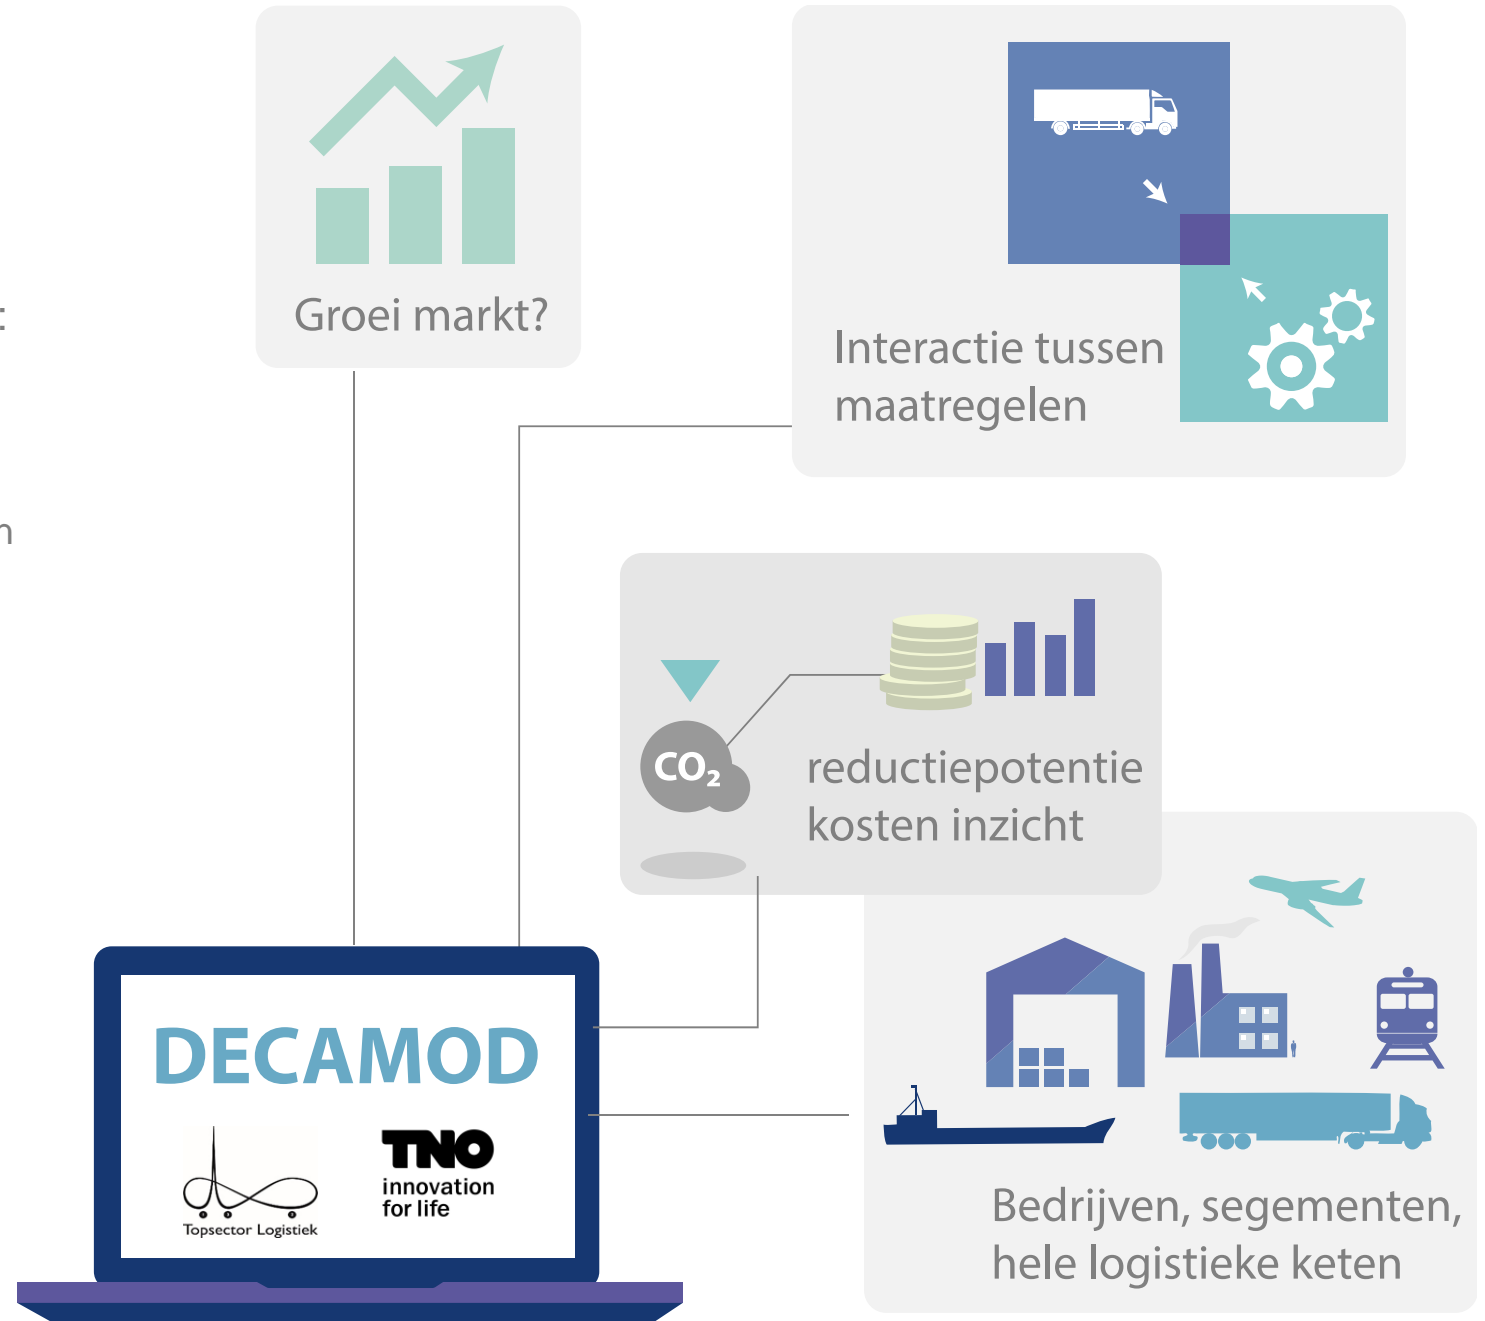 Groei markt?
Interactie tussen
maatregelen
:
n
CO₂
reductiepotentie
kosten inzicht
DECAMOD
Topsector Logistiek
TNO
innovation
for life
Bedrijven, segementen,
hele logistieke keten